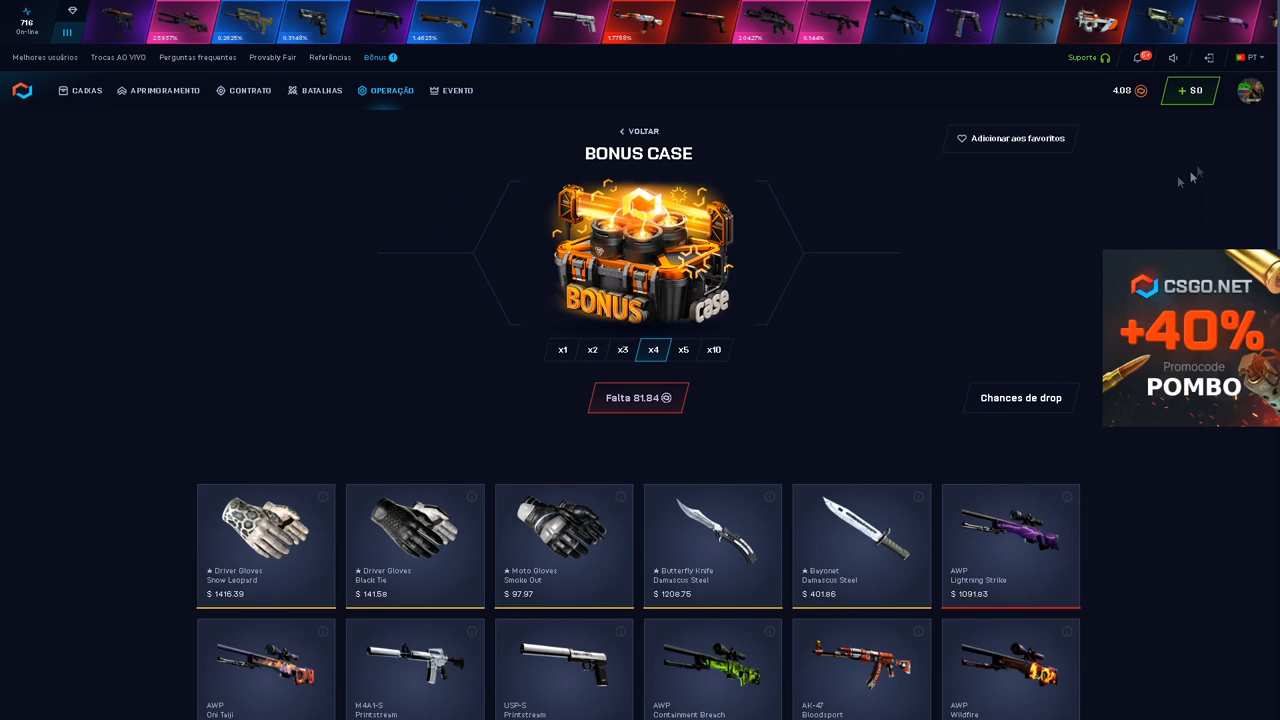 716
On-line
2.5937%
0.2625%
0.3148%
1.4623%
1.7788%
2.0427%
0.144%
Melhores usuários
Trocas AO VIVO
Perguntas frequentes
Provably Fair
Referências
Bônus
Suporte
PT
CAIXAS
APRIMORAMENTO
CONTRATO
BATALHAS
OPERAÇÃO
EVENTO
4.08
+ $ 0
VOLTAR
BONUS CASE
Adicionar aos favoritos
BONUS case
x1
x2
x3
x4
x5
x10
Falta 81.84
Chances de drop
CSGO.NET
+40%
Promocode
POMBO
★ Driver Gloves
Snow Leopard
$ 1416.39
★ Driver Gloves
Black Tie
$ 141.58
★ Moto Gloves
Smoke Out
$ 97.97
★ Butterfly Knife
Damascus Steel
$ 1208.75
★ Bayonet
Damascus Steel
$ 401.86
AWP
Lightning Strike
$ 1091.83
AWP
Oni Taiji
M4A1-S
Printstream
USP-S
Printstream
AWP
Containment Breach
AK-47
Bloodsport
AWP
Wildfire